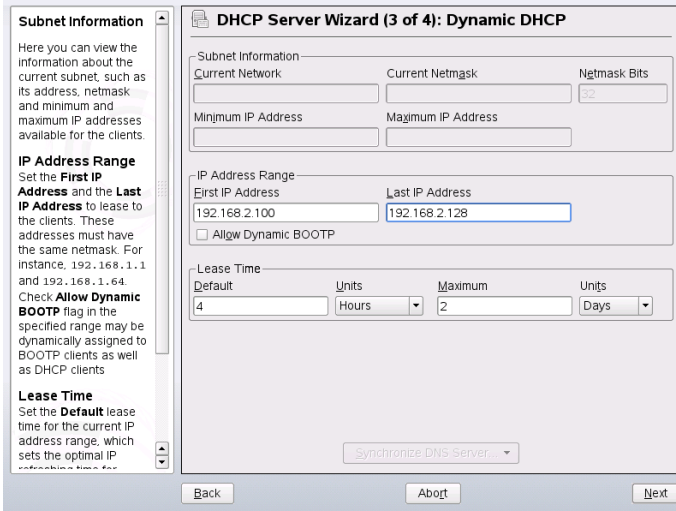 Subnet Information
Here you can view the
information about the
current subnet, such as
its address, netmask
and minimum and
maximum IP addresses
available for the clients.
IP Address Range
Set the First IP
Address and the Last
IP Address to lease to
the clients. These
addresses must have
the same netmask. For
instance, 192.168.1.1
and 192.168.1.64.
Check Allow Dynamic
BOOTP flag in the
specified range may be
dynamically assigned to
BOOTP clients as well
as DHCP clients
Lease Time
Set the Default lease
time for the current IP
address range, which
sets the optimal IP
refreshing time for
DHCP Server Wizard (3 of 4): Dynamic DHCP
Subnet Information
Current Network Current Netmask Netmask Bits
32
Minimum IP Address Maximum IP Address
IP Address Range
First IP Address Last IP Address
192.168.2.100 192.168.2.128
Allow Dynamic BOOTP
Lease Time
Default Units Maximum Units
4 Hours 2 Days
Synchronize DNS Server...
Back Abort Next